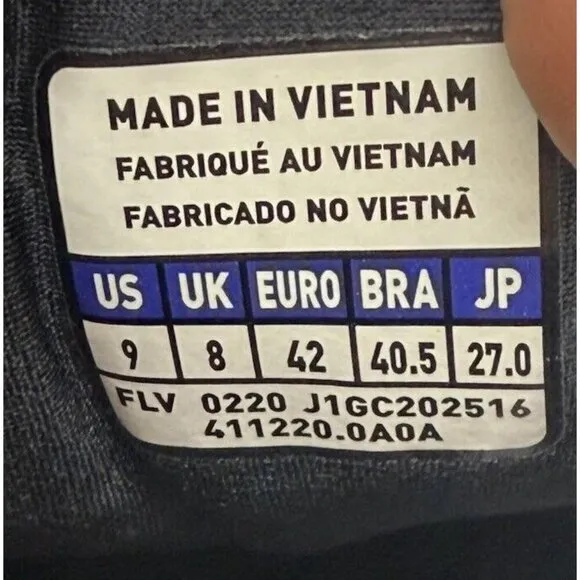 MADE IN VIETNAM
FABRIQUÉ AU VIETNAM
FABRICADO NO VIETNÃ
US UK EURO BRA JP
9 8 42 40.5 27.0
FLV 0220 J1GC202516
411220.0A0A